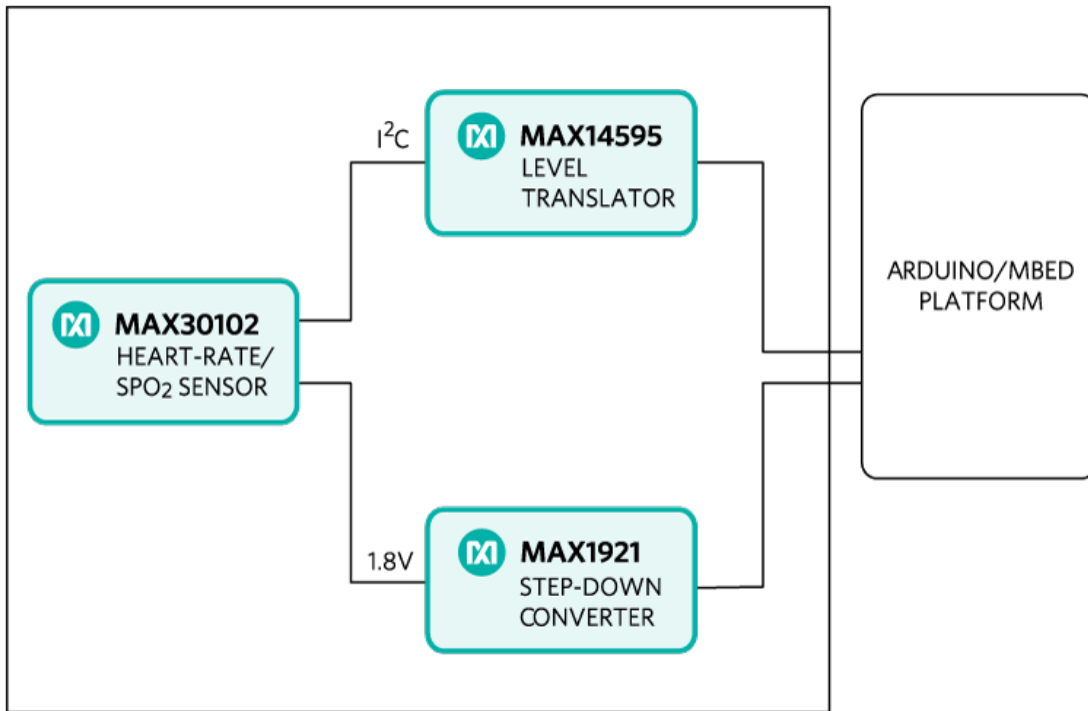 I²C
MAX14595
LEVEL
TRANSLATOR
MAX30102
HEART-RATE/
SPO₂ SENSOR
1.8V
MAX1921
STEP-DOWN
CONVERTER
ARDUINO/MBED
PLATFORM